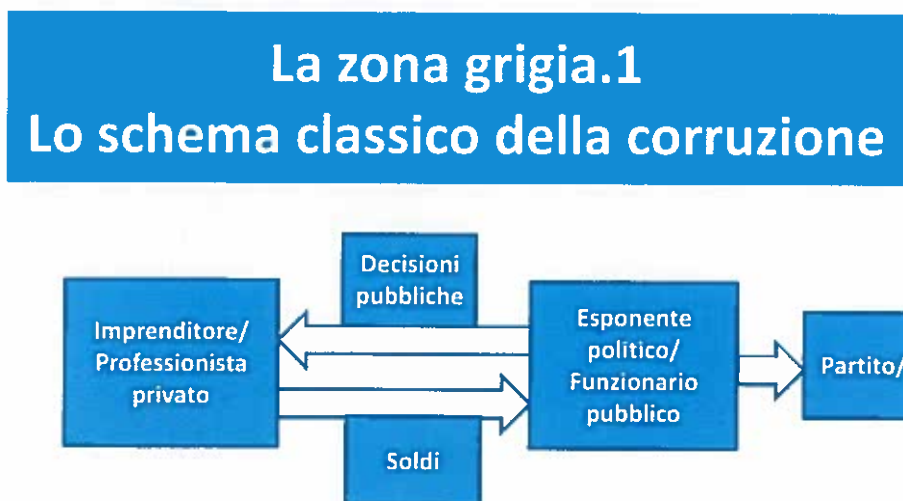 La zona grigia.1
Lo schema classico della corruzione
Decisioni
pubbliche
Imprenditore/
Professionista
privato
Esponente
politico/
Funzionario
pubblico
Partito/
Soldi